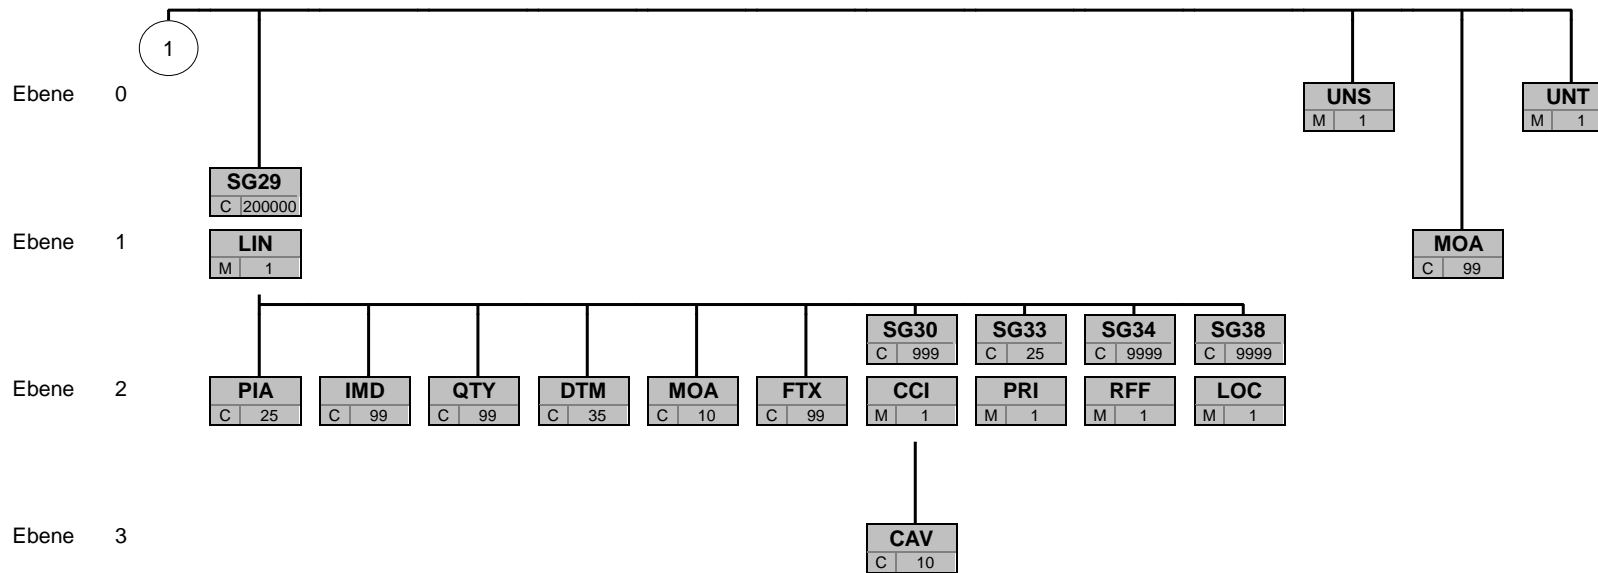 1
Ebene 0
UNS
UNT
M 1
M 1
SG29
C 200000
Ebene 1
LIN
MOA
M 1
C 99
SG30
SG33
SG34
SG38
C 999
C 25
C 9999
C 9999
Ebene 2
PIA
IMD
QTY
DTM
MOA
FTX
CCI
PRI
RFF
LOC
C 25
C 99
C 99
C 35
C 10
C 99
M 1
M 1
M 1
M 1
Ebene 3
CAV
C 10